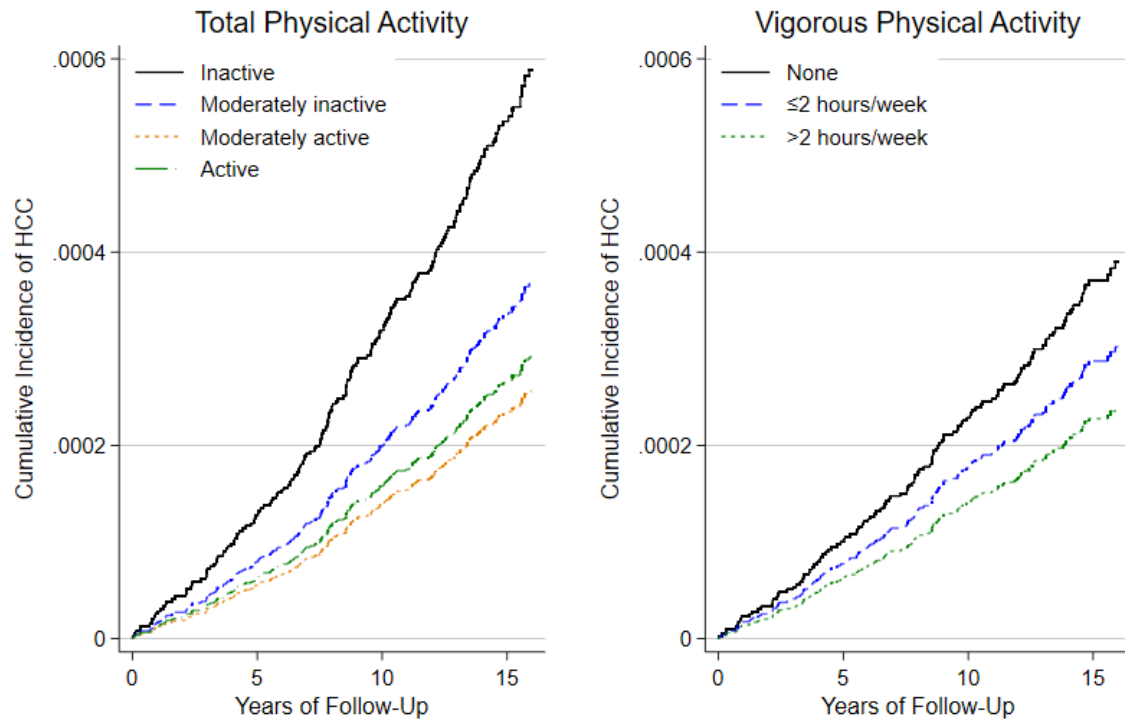 Total Physical Activity
Cumulative Incidence of HCC
.0006
.0004
.0002
0
Inactive
Moderately inactive
Moderately active
Active
0 5 10 15
Years of Follow-Up
Vigorous Physical Activity
Cumulative Incidence of HCC
.0006
.0004
.0002
0
None
≤2 hours/week
>2 hours/week
0 5 10 15
Years of Follow-Up